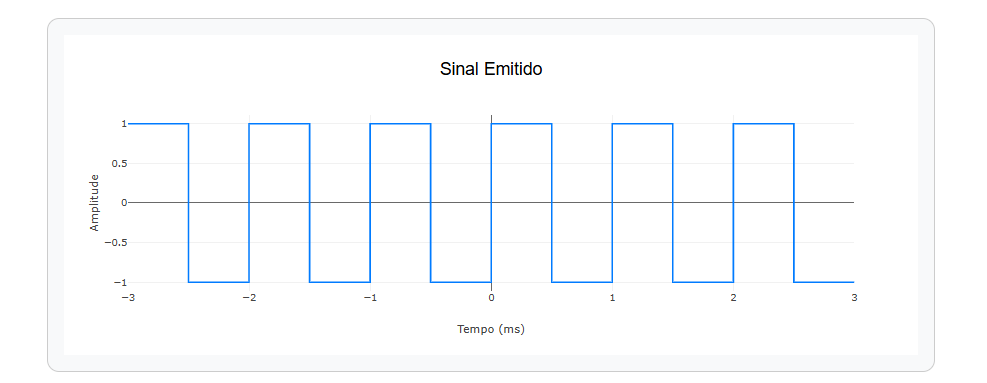 Sinal Emitido
1
0.5
0
−0.5
−1
Amplitude
−3 −2 −1 0 1 2 3
Tempo (ms)